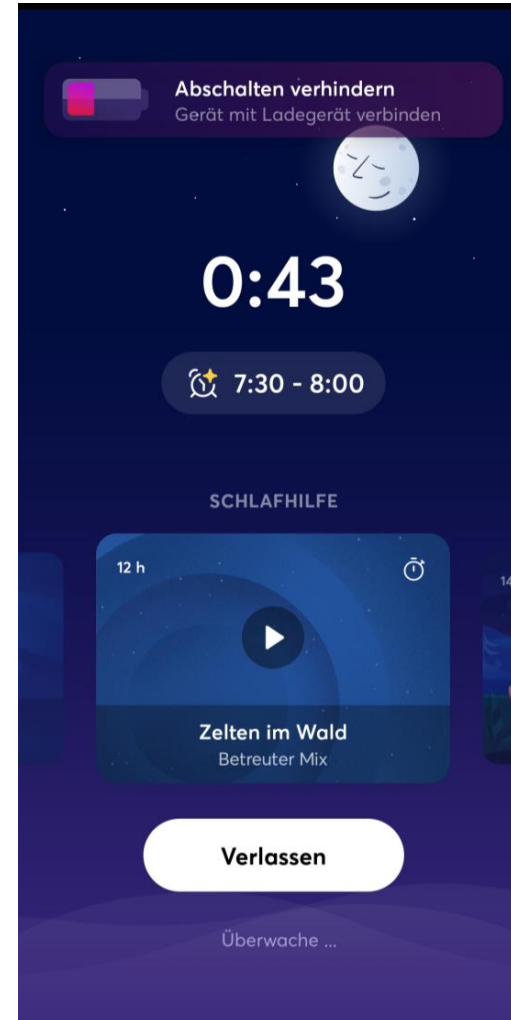 Abschalten verhindern
Gerät mit Ladegerät verbinden
0:43
7:30 - 8:00
SCHLAFHILFE
12 h
14
Zelten im Wald
Betreuter Mix
Verlassen
Überwache ...